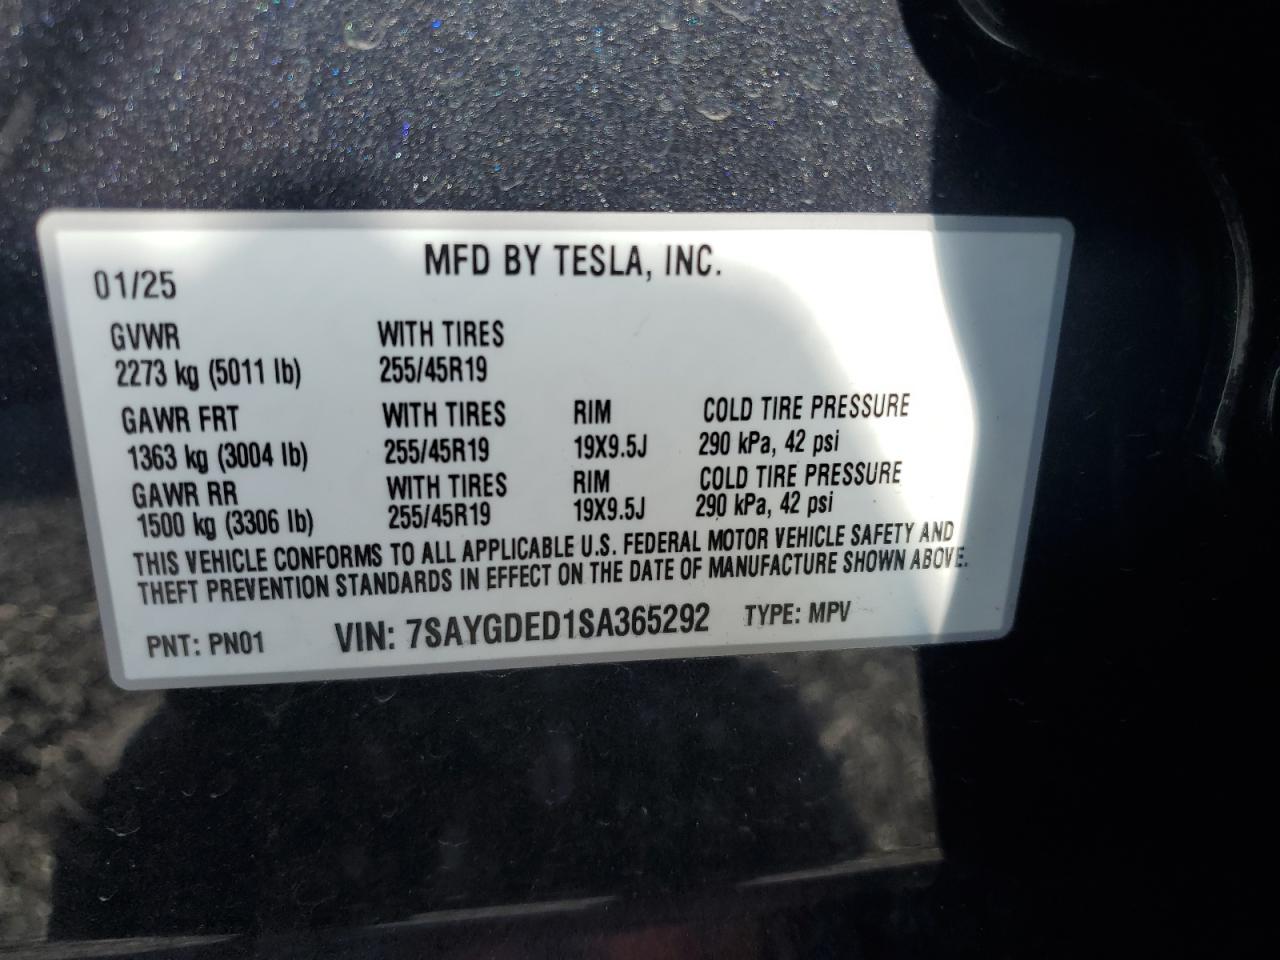 MFD BY TESLA, INC.
01/25
GVWR WITH TIRES
2273 kg (5011 lb) 255/45R19
GAWR FRT WITH TIRES RIM COLD TIRE PRESSURE
1363 kg (3004 lb) 255/45R19 19X9.5J 290 kPa, 42 psi
GAWR RR WITH TIRES RIM COLD TIRE PRESSURE
1500 kg (3306 lb) 255/45R19 19X9.5J 290 kPa, 42 psi
THIS VEHICLE CONFORMS TO ALL APPLICABLE U.S. FEDERAL MOTOR VEHICLE SAFETY AND
THEFT PREVENTION STANDARDS IN EFFECT ON THE DATE OF MANUFACTURE SHOWN ABOVE.
PNT: PN01 VIN: 7SAYGDED1SA365292 TYPE: MPV